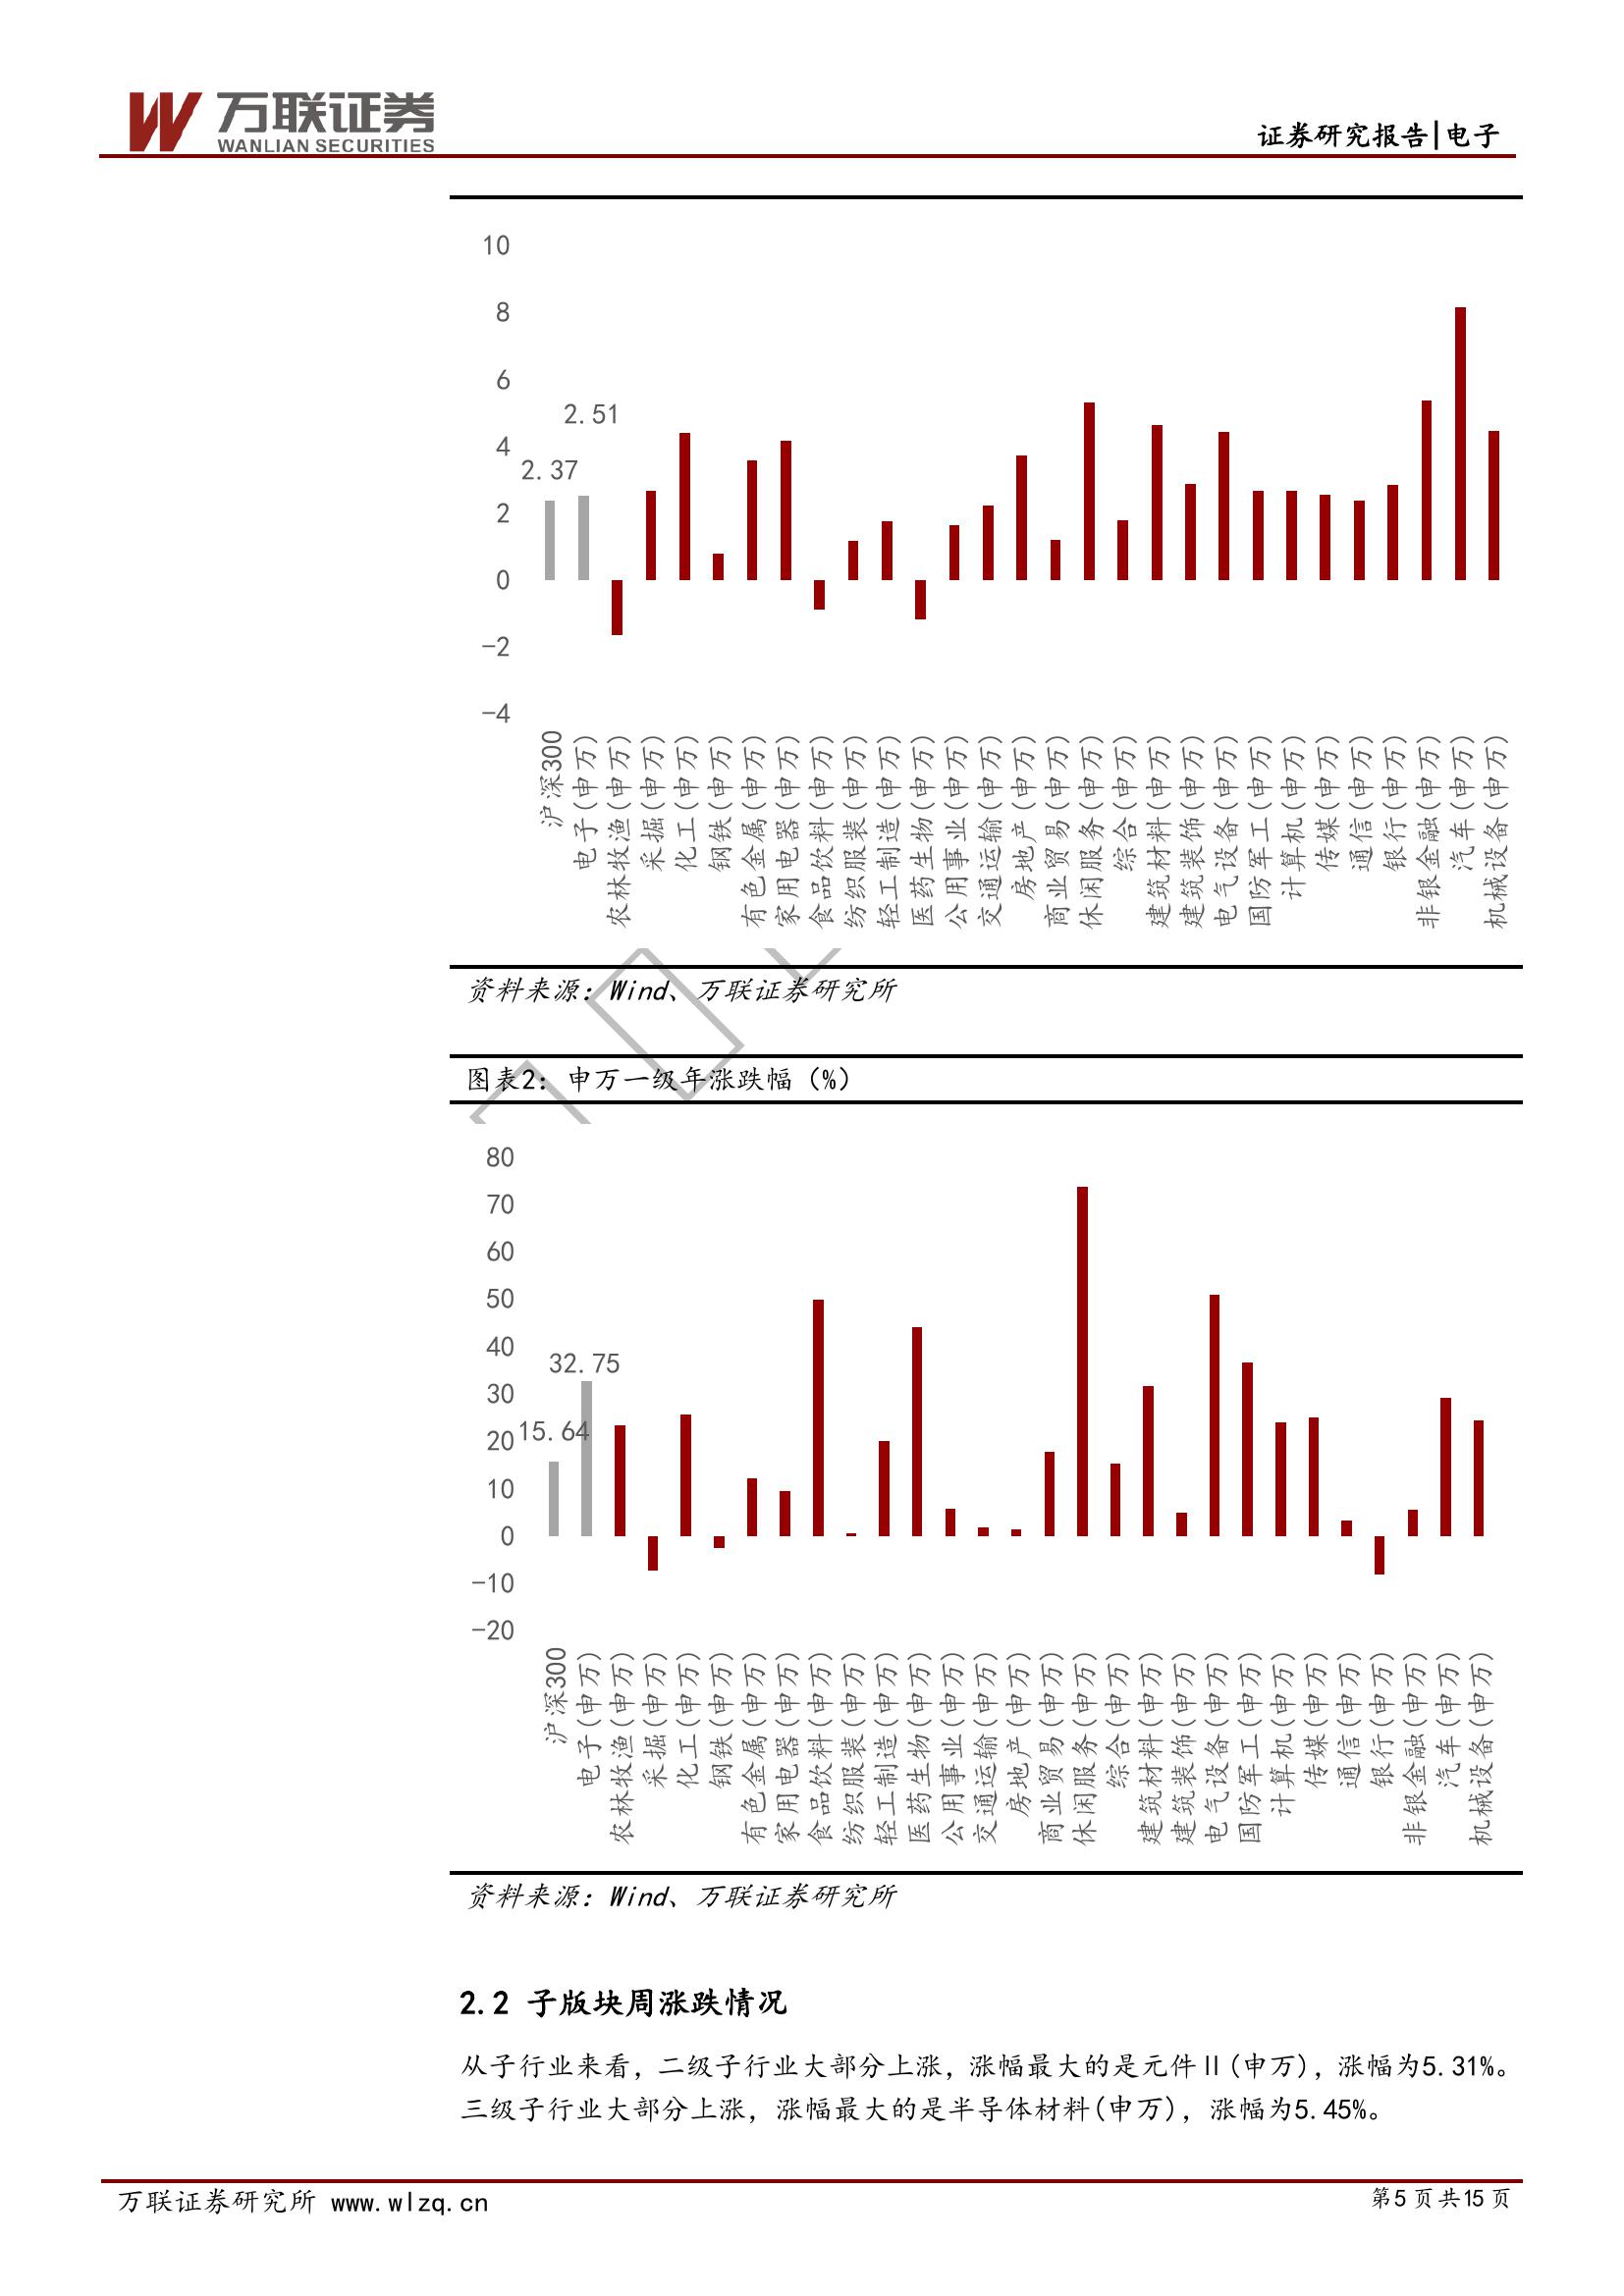 万联证券
WANLIAN SECURITIES
证券研究报告|电子
10
8
6
4
2
0
-2
-4
2.37
2.51
沪深300
电子(申万)
农林牧渔(申万)
采掘(申万)
化工(申万)
钢铁(申万)
有色金属(申万)
家用电器(申万)
食品饮料(申万)
纺织服装(申万)
轻工制造(申万)
医药生物(申万)
公用事业(申万)
交通运输(申万)
房地产(申万)
商业贸易(申万)
休闲服务(申万)
综合(申万)
建筑材料(申万)
建筑装饰(申万)
电气设备(申万)
国防军工(申万)
计算机(申万)
传媒(申万)
通信(申万)
银行(申万)
非银金融(申万)
汽车(申万)
机械设备(申万)
资料来源：Wind、万联证券研究所
图表2：申万一级年涨跌幅（%）
80
70
60
50
40
30
20
10
0
-10
-20
15.64
32.75
沪深300
电子(申万)
农林牧渔(申万)
采掘(申万)
化工(申万)
钢铁(申万)
有色金属(申万)
家用电器(申万)
食品饮料(申万)
纺织服装(申万)
轻工制造(申万)
医药生物(申万)
公用事业(申万)
交通运输(申万)
房地产(申万)
商业贸易(申万)
休闲服务(申万)
综合(申万)
建筑材料(申万)
建筑装饰(申万)
电气设备(申万)
国防军工(申万)
计算机(申万)
传媒(申万)
通信(申万)
银行(申万)
非银金融(申万)
汽车(申万)
机械设备(申万)
资料来源：Wind、万联证券研究所
2.2 子版块周涨跌情况
从子行业来看，二级子行业大部分上涨，涨幅最大的是元件Ⅱ(申万)，涨幅为5.31%。
三级子行业大部分上涨，涨幅最大的是半导体材料(申万)，涨幅为5.45%。
万联证券研究所 www.wlzq.cn
第5页共15页